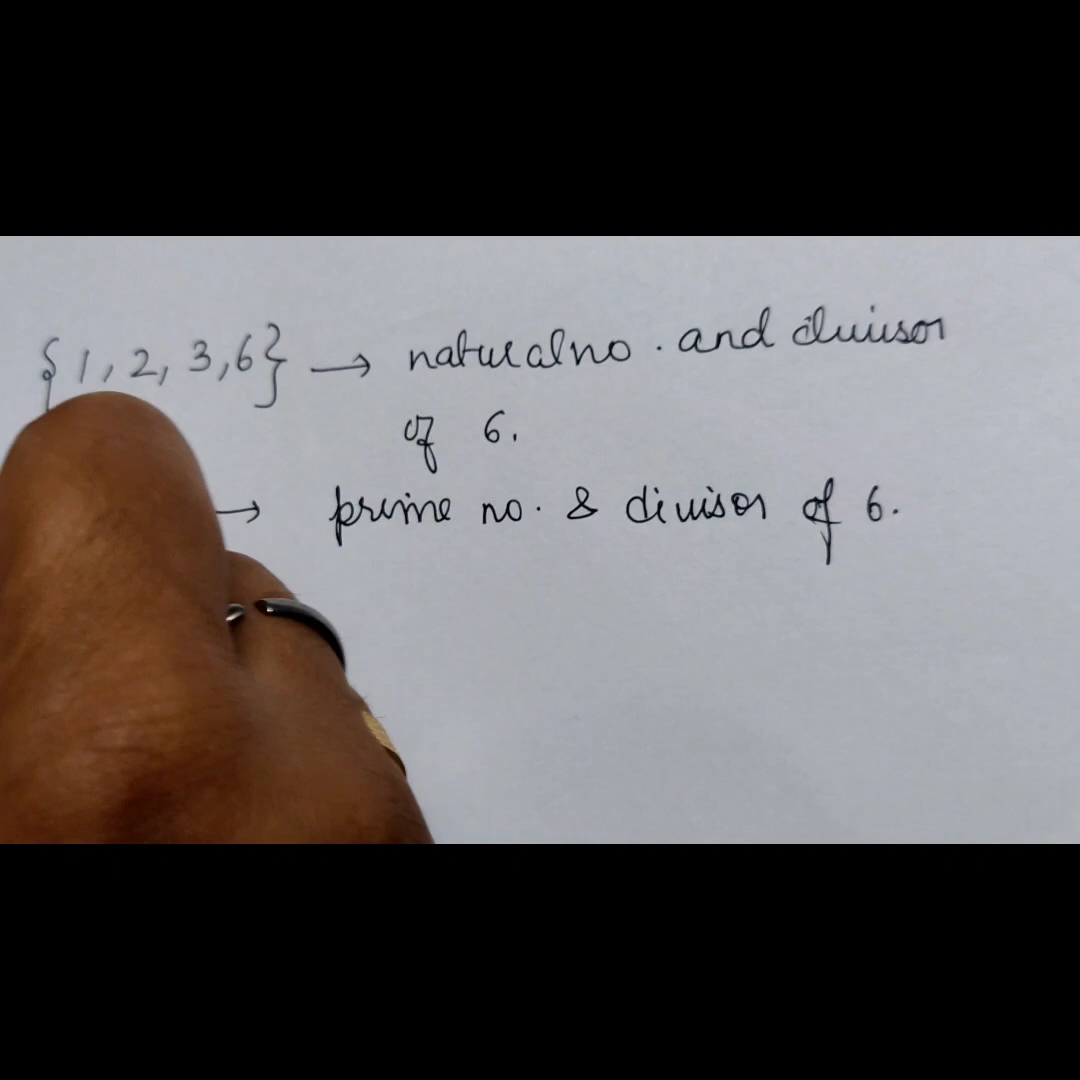 {1, 2, 3, 6} → natural no. and divisor
of 6.
→ prime no. & divisor of 6.